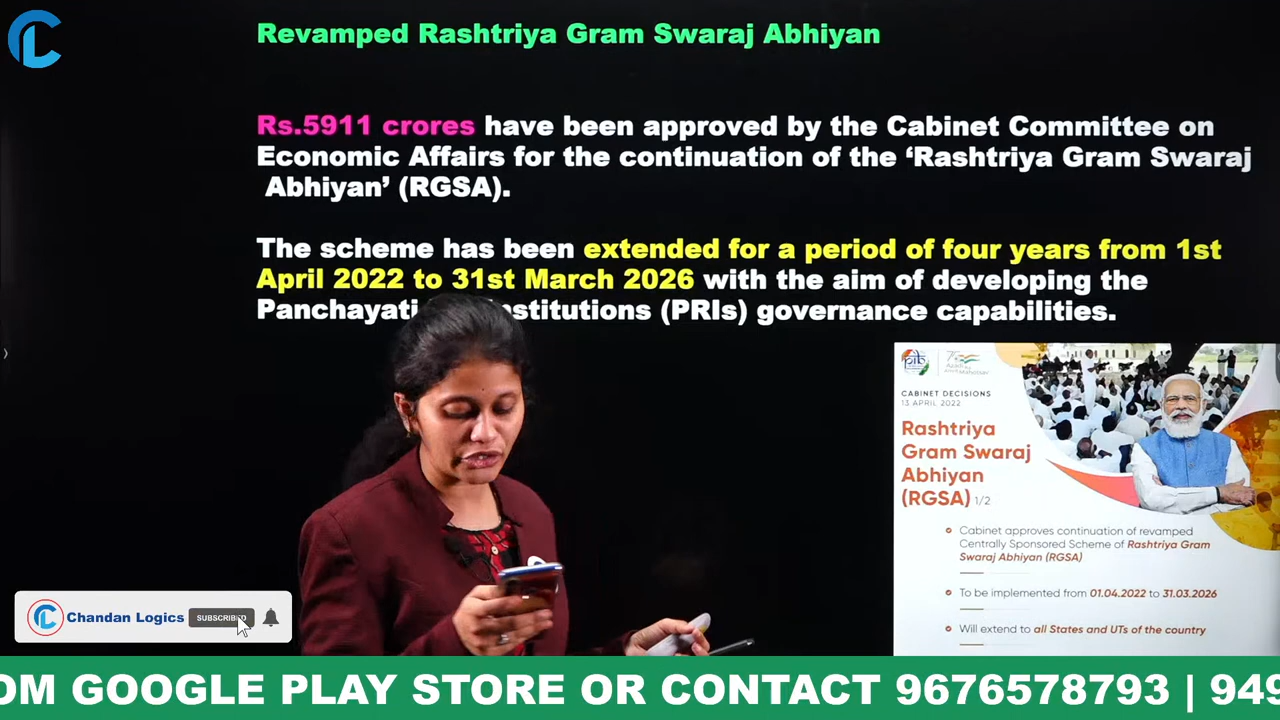 Revamped Rashtriya Gram Swaraj Abhiyan
Rs.5911 crores have been approved by the Cabinet Committee on
Economic Affairs for the continuation of the ‘Rashtriya Gram Swaraj
Abhiyan’ (RGSA).
The scheme has been extended for a period of four years from 1st
April 2022 to 31st March 2026 with the aim of developing the
Panchayati stitutions (PRIs) governance capabilities.
CABINET DECISIONS
13 APRIL 2022
Rashtriya
Gram Swaraj
Abhiyan
(RGSA) 1/2
Cabinet approves continuation of revamped
Centrally Sponsored Scheme of Rashtriya Gram
Swaraj Abhiyan (RGSA)
To be implemented from 01.04.2022 to 31.03.2026
Will extend to all States and UTs of the country
Chandan Logics SUBSCRIBED
OM GOOGLE PLAY STORE OR CONTACT 9676578793 | 949